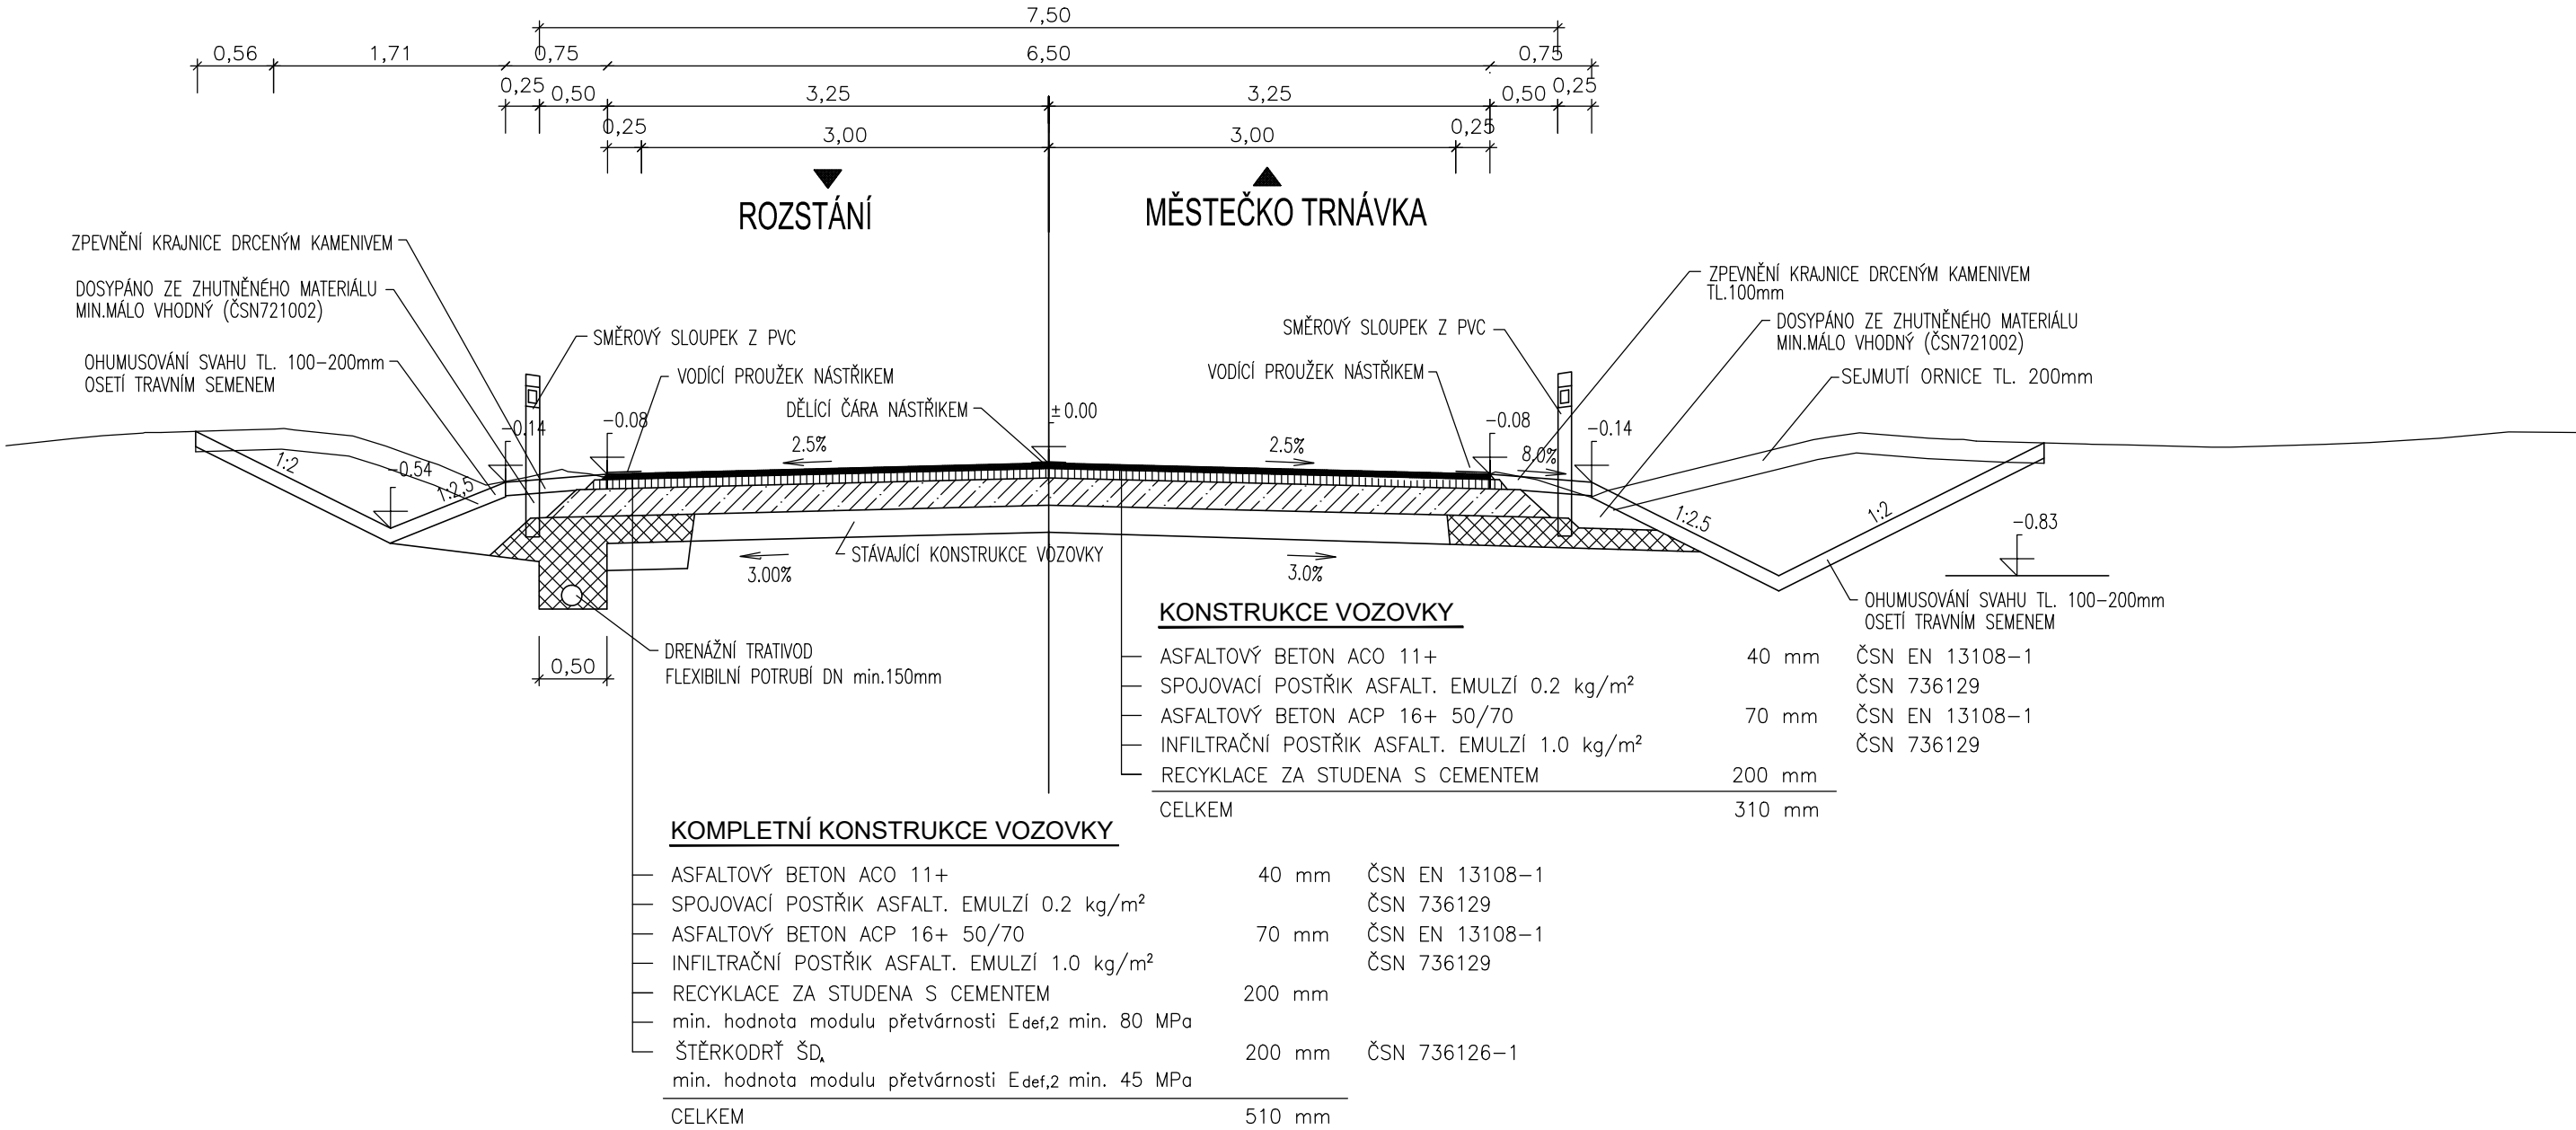 7,50
0,56 1,71 0,75 6,50 0,75
0,25 0,50 3,25 3,25 0,50 0,25
0,25 3,00 3,00 0,25
ROZSTÁNÍ
MĚSTEČKO TRNÁVKA
ZPEVNĚNÍ KRAJNICE DRCENÝM KAMENIVEM
DOSYPÁNO ZE ZHUTNĚNÉHO MATERIÁLU
MIN.MÁLO VHODNÝ (ČSN721002)
OHUMUSOVÁNÍ SVAHU TL. 100-200mm
OSETÍ TRAVNÍM SEMENEM
SMĚROVÝ SLOUPEK Z PVC
VODÍCÍ PROUŽEK NÁSTŘIKEM
DĚLÍCÍ ČÁRA NÁSTŘIKEM
SMĚROVÝ SLOUPEK Z PVC
VODÍCÍ PROUŽEK NÁSTŘIKEM
ZPEVNĚNÍ KRAJNICE DRCENÝM KAMENIVEM
TL.100mm
DOSYPÁNO ZE ZHUTNĚNÉHO MATERIÁLU
MIN.MÁLO VHODNÝ (ČSN721002)
SEJMUTÍ ORNICE TL. 200mm
±0.00
-0.14 -0.08 -0.08 -0.14
2.5% 2.5% 8.0%
1:2 -0.54 1:2,5 1:2.5 1:2
-0.83
STÁVAJÍCÍ KONSTRUKCE VOZOVKY
3.00% 3.0%
OHUMUSOVÁNÍ SVAHU TL. 100-200mm
OSETÍ TRAVNÍM SEMENEM
0,50
DRENÁŽNÍ TRATIVOD
FLEXIBILNÍ POTRUBÍ DN min.150mm
KONSTRUKCE VOZOVKY
ASFALTOVÝ BETON ACO 11+ 40 mm ČSN EN 13108-1
SPOJOVACÍ POSTŘIK ASFALT. EMULZÍ 0.2 kg/m² ČSN 736129
ASFALTOVÝ BETON ACP 16+ 50/70 70 mm ČSN EN 13108-1
INFILTRAČNÍ POSTŘIK ASFALT. EMULZÍ 1.0 kg/m² ČSN 736129
RECYKLACE ZA STUDENA S CEMENTEM 200 mm
CELKEM 310 mm
KOMPLETNÍ KONSTRUKCE VOZOVKY
ASFALTOVÝ BETON ACO 11+ 40 mm ČSN EN 13108-1
SPOJOVACÍ POSTŘIK ASFALT. EMULZÍ 0.2 kg/m² ČSN 736129
ASFALTOVÝ BETON ACP 16+ 50/70 70 mm ČSN EN 13108-1
INFILTRAČNÍ POSTŘIK ASFALT. EMULZÍ 1.0 kg/m² ČSN 736129
RECYKLACE ZA STUDENA S CEMENTEM 200 mm
min. hodnota modulu přetvárnosti Edef,2 min. 80 MPa
ŠTĚRKODRŤ ŠDA 200 mm ČSN 736126-1
min. hodnota modulu přetvárnosti Edef,2 min. 45 MPa
CELKEM 510 mm